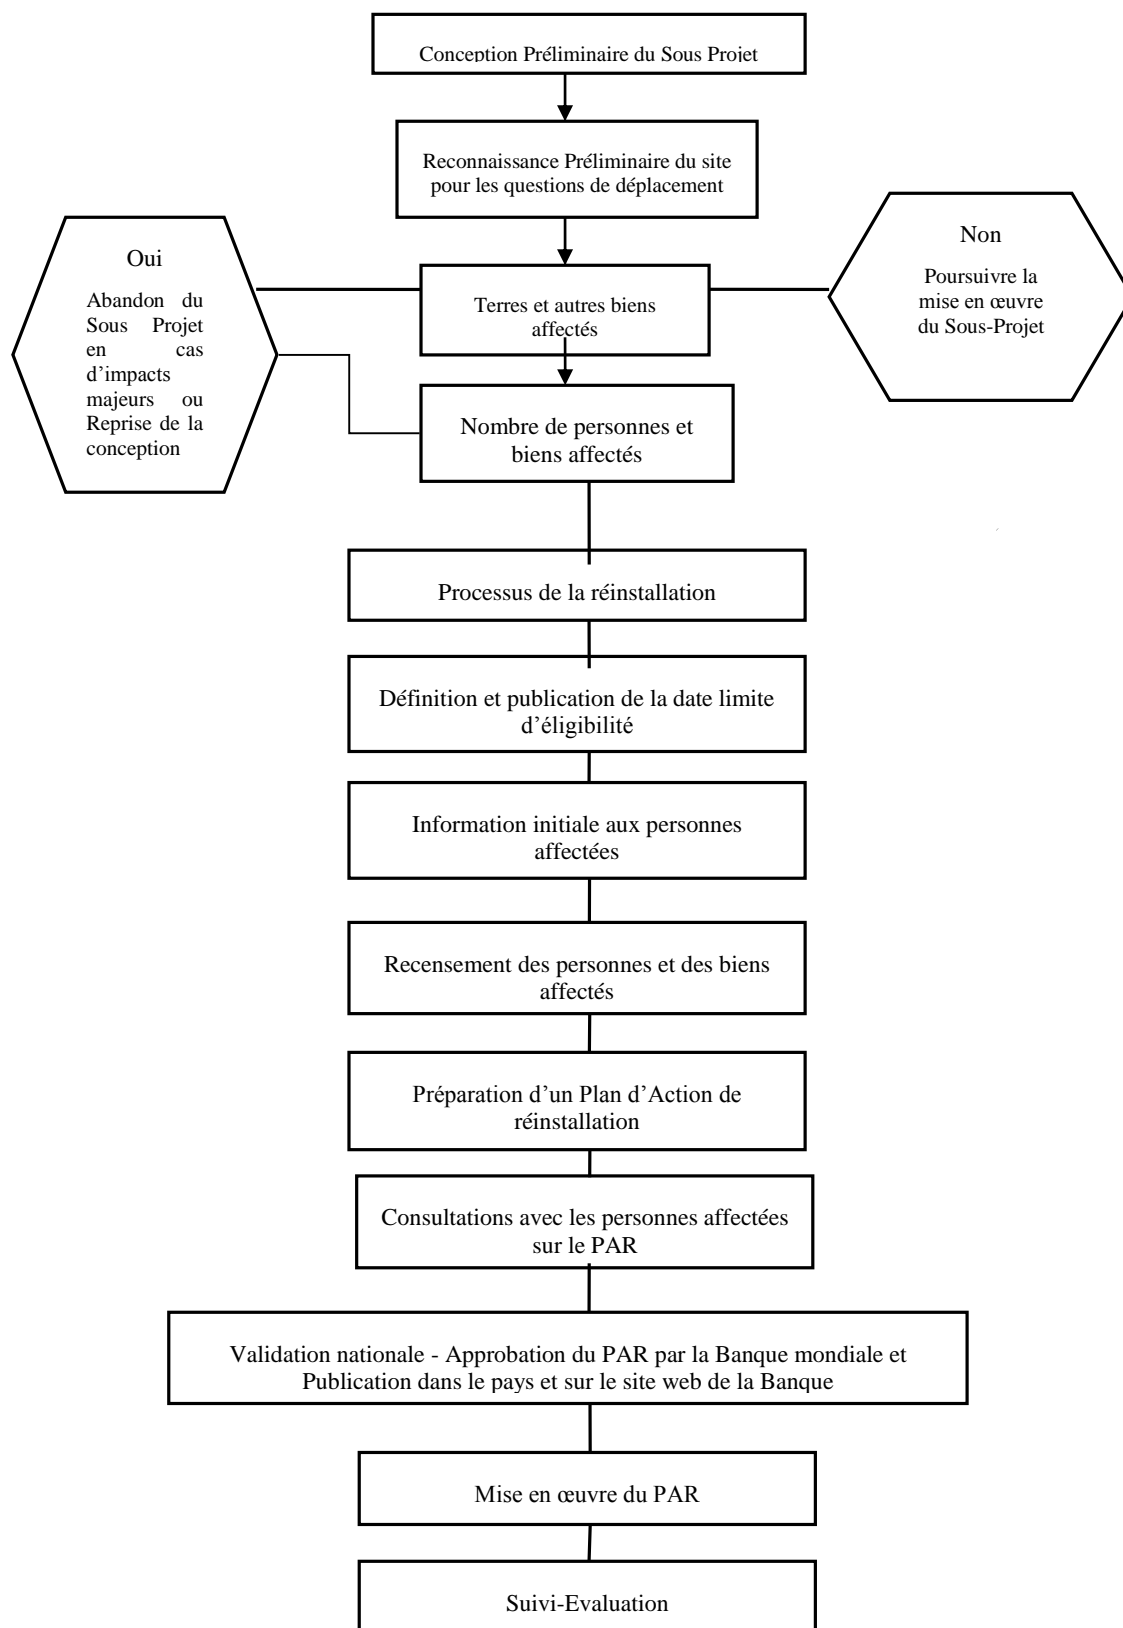 Conception Préliminaire du Sous Projet
Reconnaissance Préliminaire du site
pour les questions de déplacement
Oui
Abandon du
Sous Projet
en cas
d’impacts
majeurs ou
Reprise de la
conception
Terres et autres biens
affectés
Non
Poursuivre la
mise en œuvre
du Sous-Projet
Nombre de personnes et
biens affectés
Processus de la réinstallation
Définition et publication de la date limite
d’éligibilité
Information initiale aux personnes
affectées
Recensement des personnes et des biens
affectés
Préparation d’un Plan d’Action de
réinstallation
Consultations avec les personnes affectées
sur le PAR
Validation nationale - Approbation du PAR par la Banque mondiale et
Publication dans le pays et sur le site web de la Banque
Mise en œuvre du PAR
Suivi-Evaluation